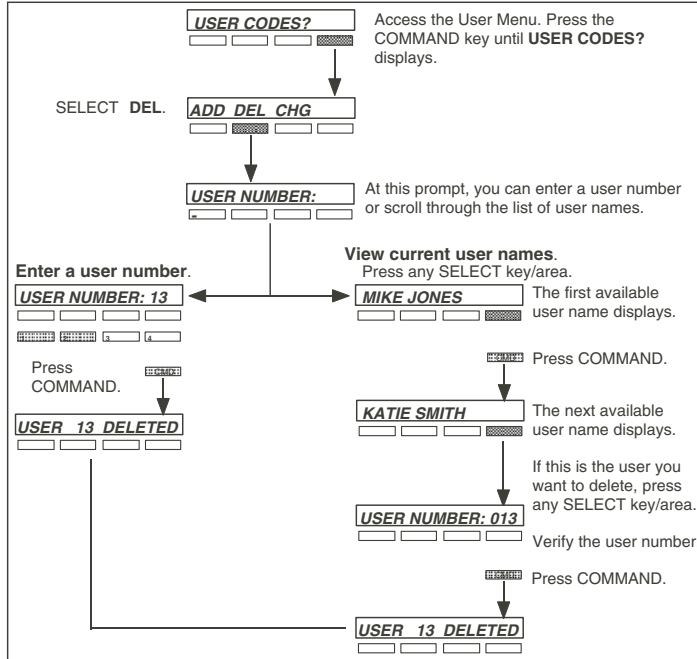 USER CODES?
Access the User Menu. Press the
COMMAND key until USER CODES?
displays.
SELECT DEL.
ADD DEL CHG
USER NUMBER:
At this prompt, you can enter a user number
or scroll through the list of user names.
Enter a user number.
USER NUMBER: 13
3 4
Press
COMMAND.
CMD
USER 13 DELETED
View current user names.
Press any SELECT key/area.
MIKE JONES
The first available
user name displays.
CMD
Press COMMAND.
KATIE SMITH
The next available
user name displays.
If this is the user you
want to delete, press
any SELECT key/area.
USER NUMBER: 013
Verify the user number
CMD
Press COMMAND.
USER 13 DELETED